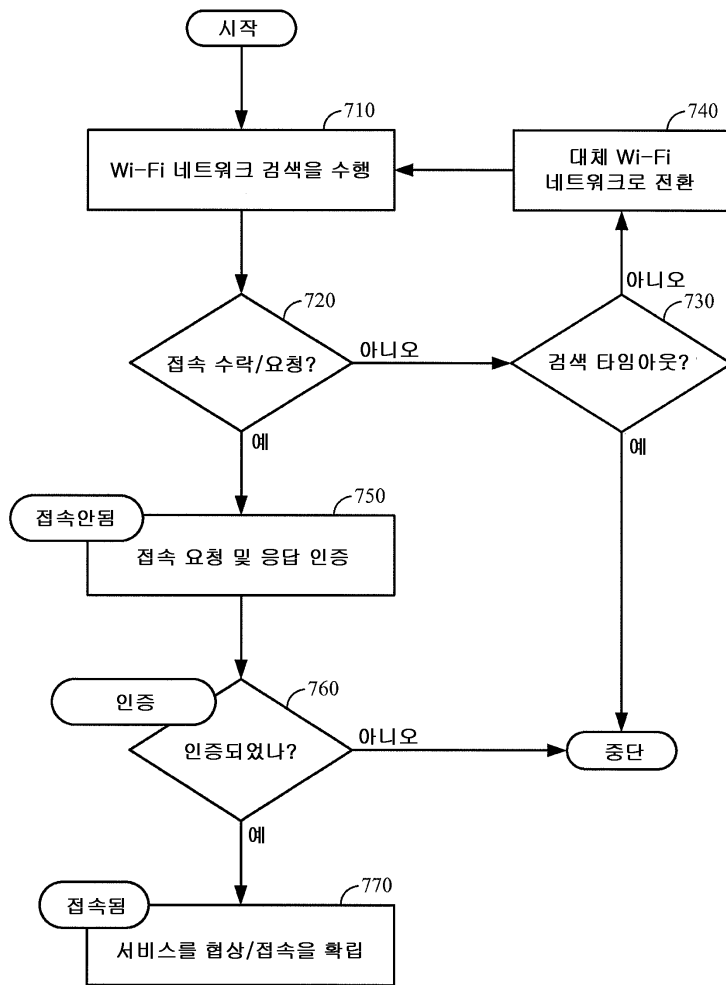 시작
710
Wi-Fi 네트워크 검색을 수행
740
대체 Wi-Fi
네트워크로 전환
아니오
720
접속 수락/요청?
아니오
730
검색 타임아웃?
예
예
접속안됨
750
접속 요청 및 응답 인증
인증
760
인증되었나?
아니오
중단
예
접속됨
770
서비스를 협상/접속을 확립